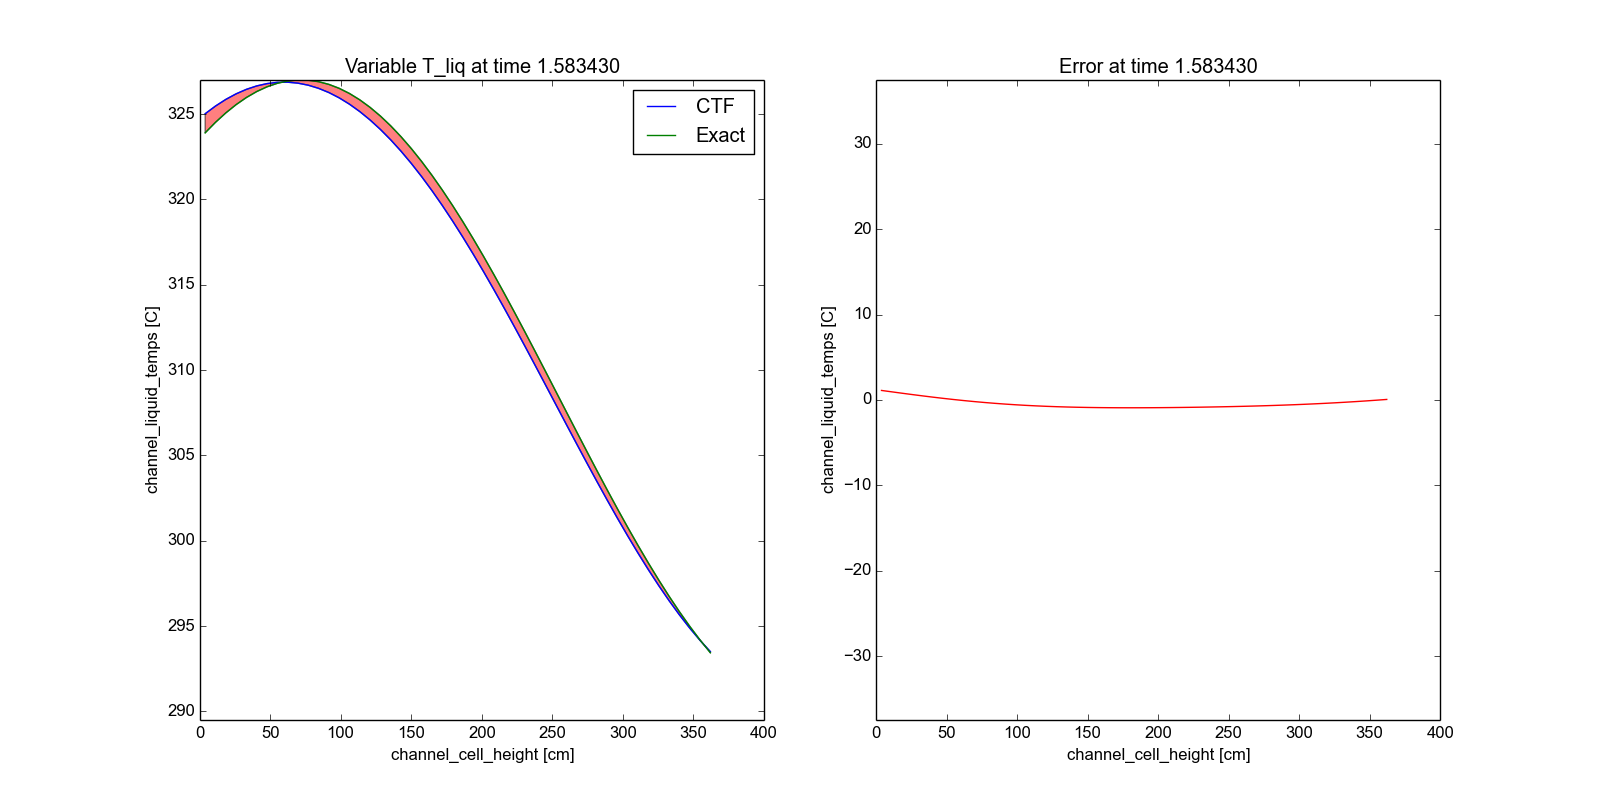 Variable T_liq at time 1.583430
CTF
Exact
325
320
315
310
305
300
295
290
channel_liquid_temps [C]
0 50 100 150 200 250 300 350 400
channel_cell_height [cm]
Error at time 1.583430
30
20
10
0
−10
−20
−30
channel_liquid_temps [C]
0 50 100 150 200 250 300 350 400
channel_cell_height [cm]